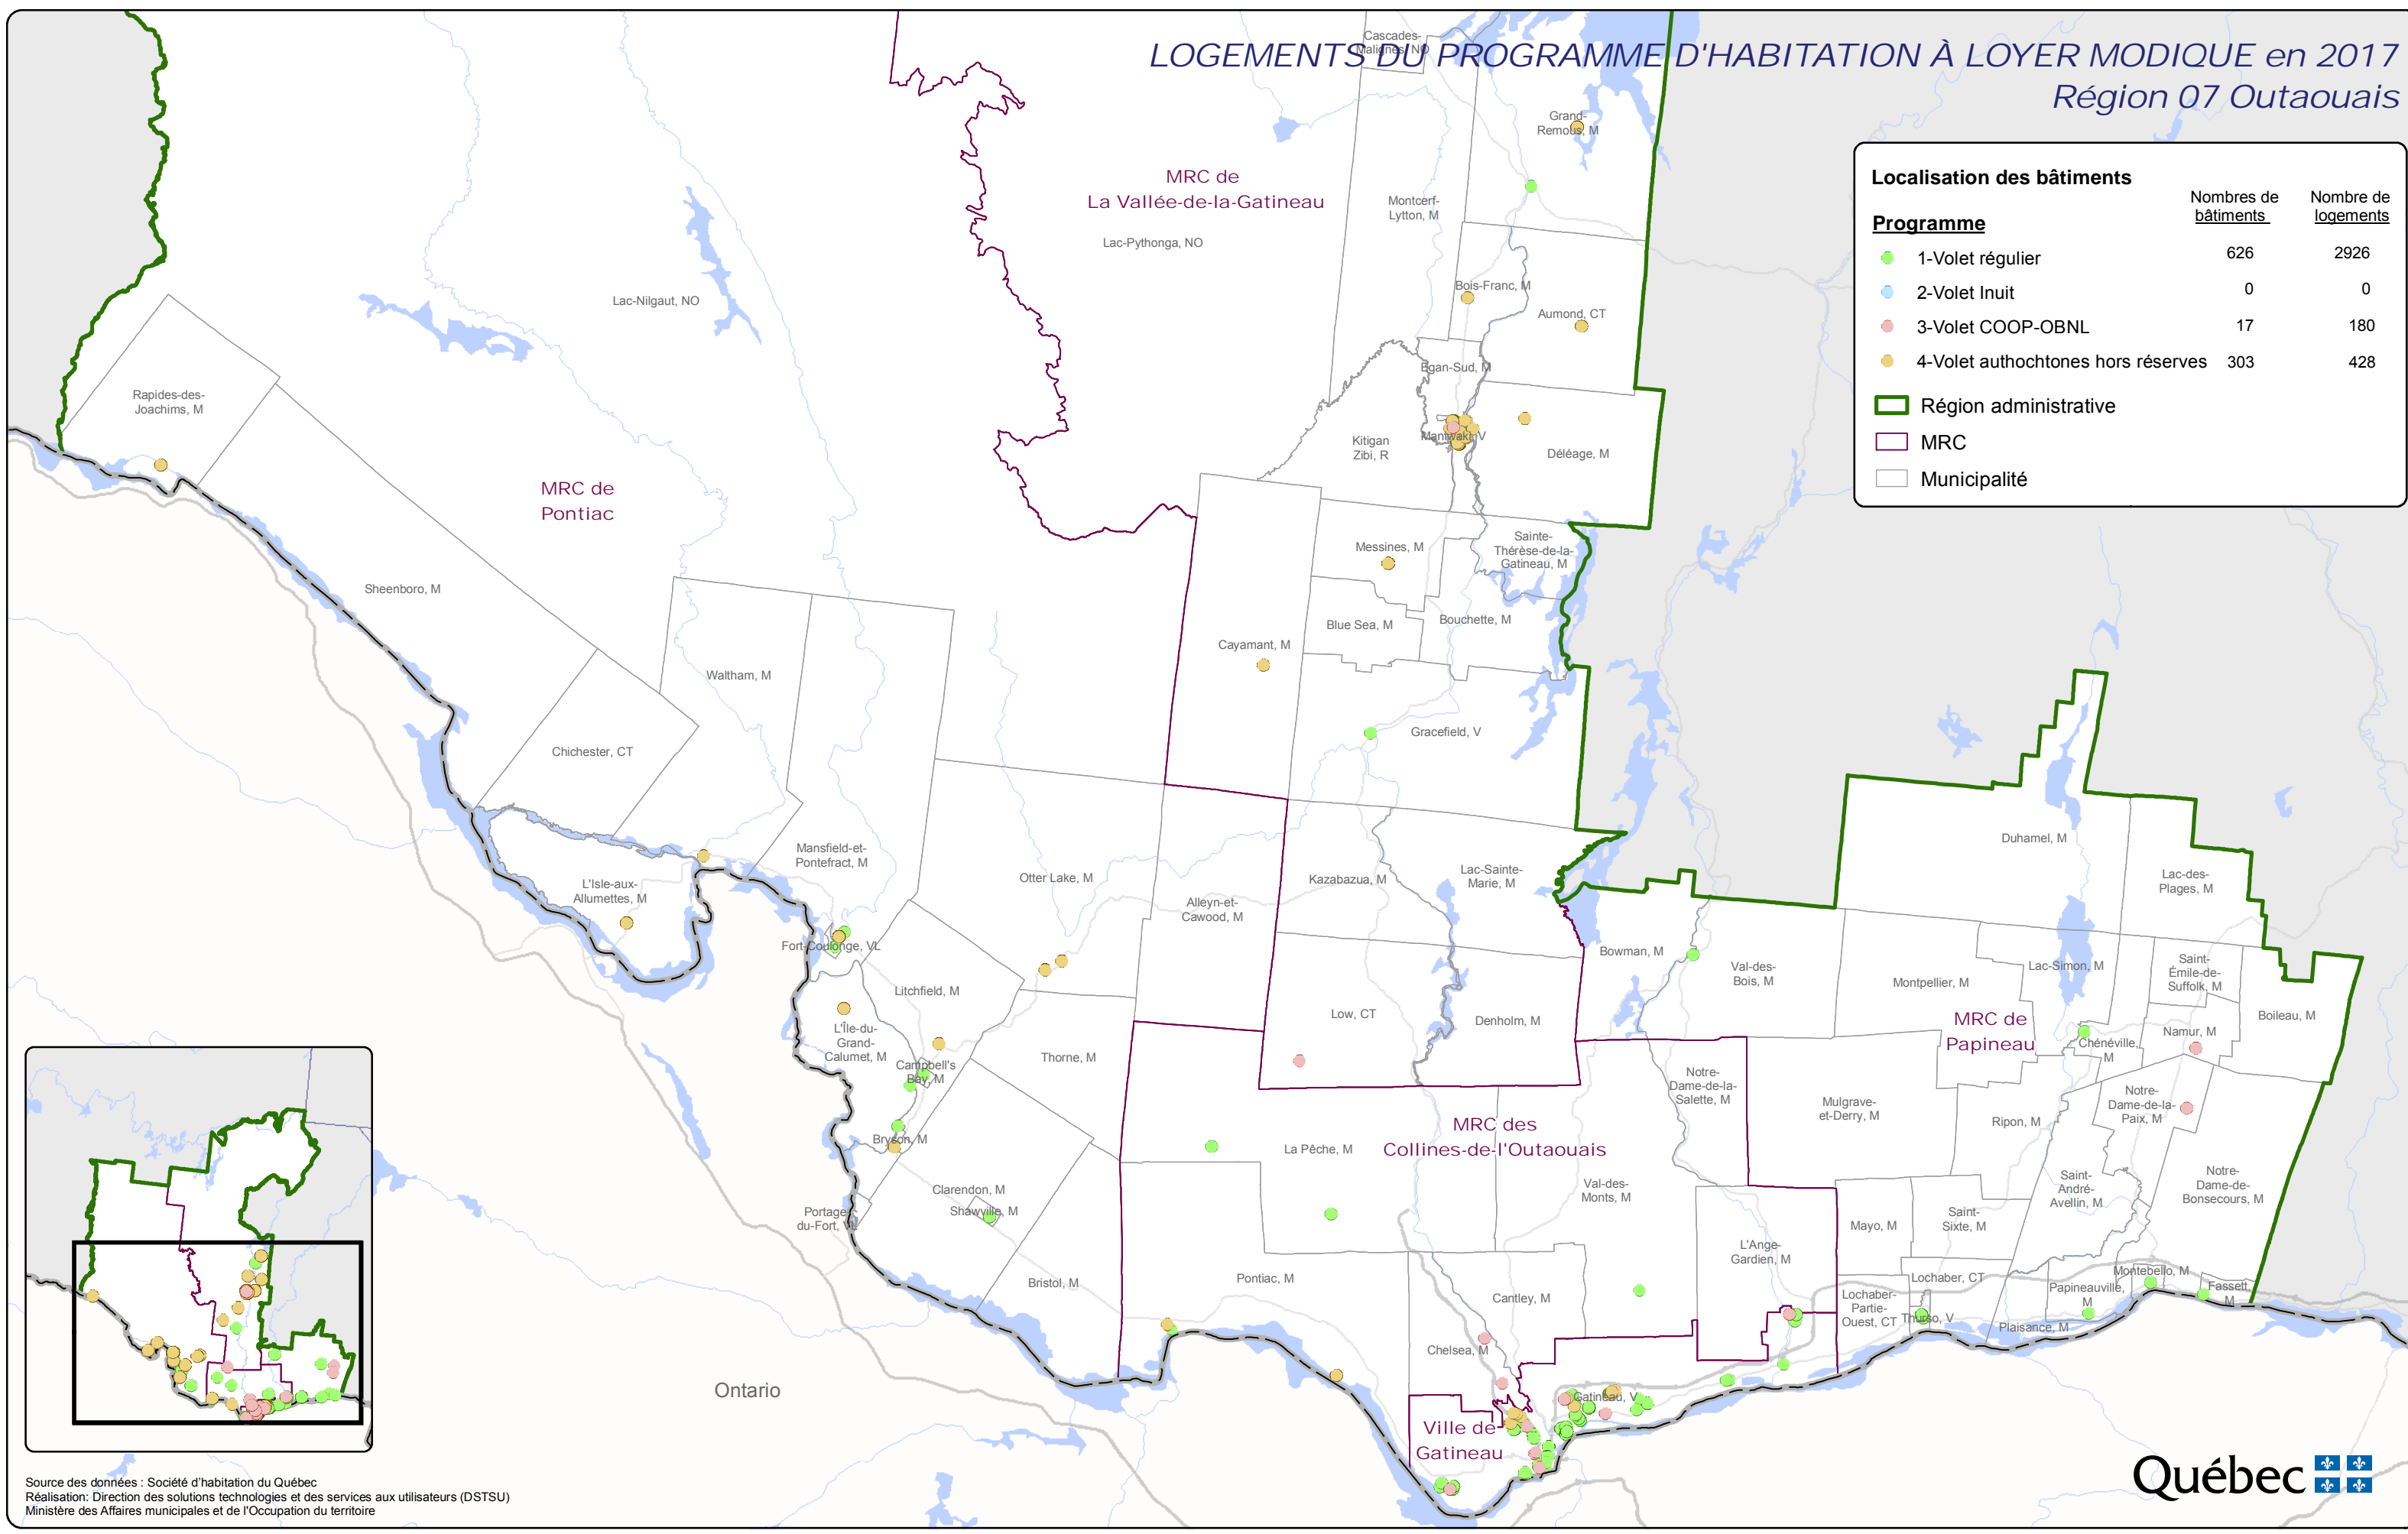 LOGEMENTS DU PROGRAMME D'HABITATION À LOYER MODIQUE en 2017
Région 07 Outaouais
Localisation des bâtiments
Nombres de
bâtiments
Nombre de
logements
Programme
1-Volet régulier 626 2926
2-Volet Inuit 0 0
3-Volet COOP-OBNL 17 180
4-Volet authochtones hors réserves 303 428
Région administrative
MRC
Municipalité
Cascades-
Malignes, NO
Grand-
Remous, M
MRC de
La Vallée-de-la-Gatineau
Montcerf-
Lytton, M
Lac-Pythonga, NO
Lac-Nilgaut, NO
Bois-Franc, M
Aumond, CT
Egan-Sud, M
Rapides-des-
Joachims, M
Maniwaki, V
Kitigan
Zibi, R
Déléage, M
MRC de
Pontiac
Sainte-
Thérèse-de-la-
Gatineau, M
Messines, M
Sheenboro, M
Blue Sea, M
Bouchette, M
Cayamant, M
Waltham, M
Gracefield, V
Chichester, CT
Duhamel, M
Mansfield-et-
Pontefract, M
Otter Lake, M
Kazabazua, M
Lac-Sainte-
Marie, M
Lac-des-
Plages, M
L'Isle-aux-
Allumettes, M
Alleyn-et-
Cawood, M
Fort-Coulonge, VL
Bowman, M
Val-des-
Bois, M
Lac-Simon, M
Saint-
Émile-de-
Suffolk, M
Montpellier, M
Litchfield, M
Low, CT
Denholm, M
MRC de
Papineau
Boileau, M
L'Île-du-
Grand-
Calumet, M
Namur, M
Chénéville,
M
Thorne, M
Campbell's
Bay, M
Notre-
Dame-de-la-
Salette, M
Mulgrave-
et-Derry, M
Notre-
Dame-de-la-
Paix, M
Ripon, M
MRC des
Collines-de-l'Outaouais
La Pêche, M
Bryson, M
Val-des-
Monts, M
Saint-
André-
Avellin, M
Notre-
Dame-de-
Bonsecours, M
Clarendon, M
Shawville, M
Portage-
du-Fort, VL
Mayo, M
Saint-
Sixte, M
L'Ange-
Gardien, M
Bristol, M
Pontiac, M
Lochaber, CT
Montebello, M
Papineauville,
M
Fassett,
M
Cantley, M
Lochaber-
Partie-
Ouest, CT
Thurso, V
Plaisance, M
Chelsea, M
Ontario
Gatineau, V
Ville de
Gatineau
Source des données : Société d'habitation du Québec
Réalisation: Direction des solutions technologies et des services aux utilisateurs (DSTSU)
Ministère des Affaires municipales et de l'Occupation du territoire
Québec